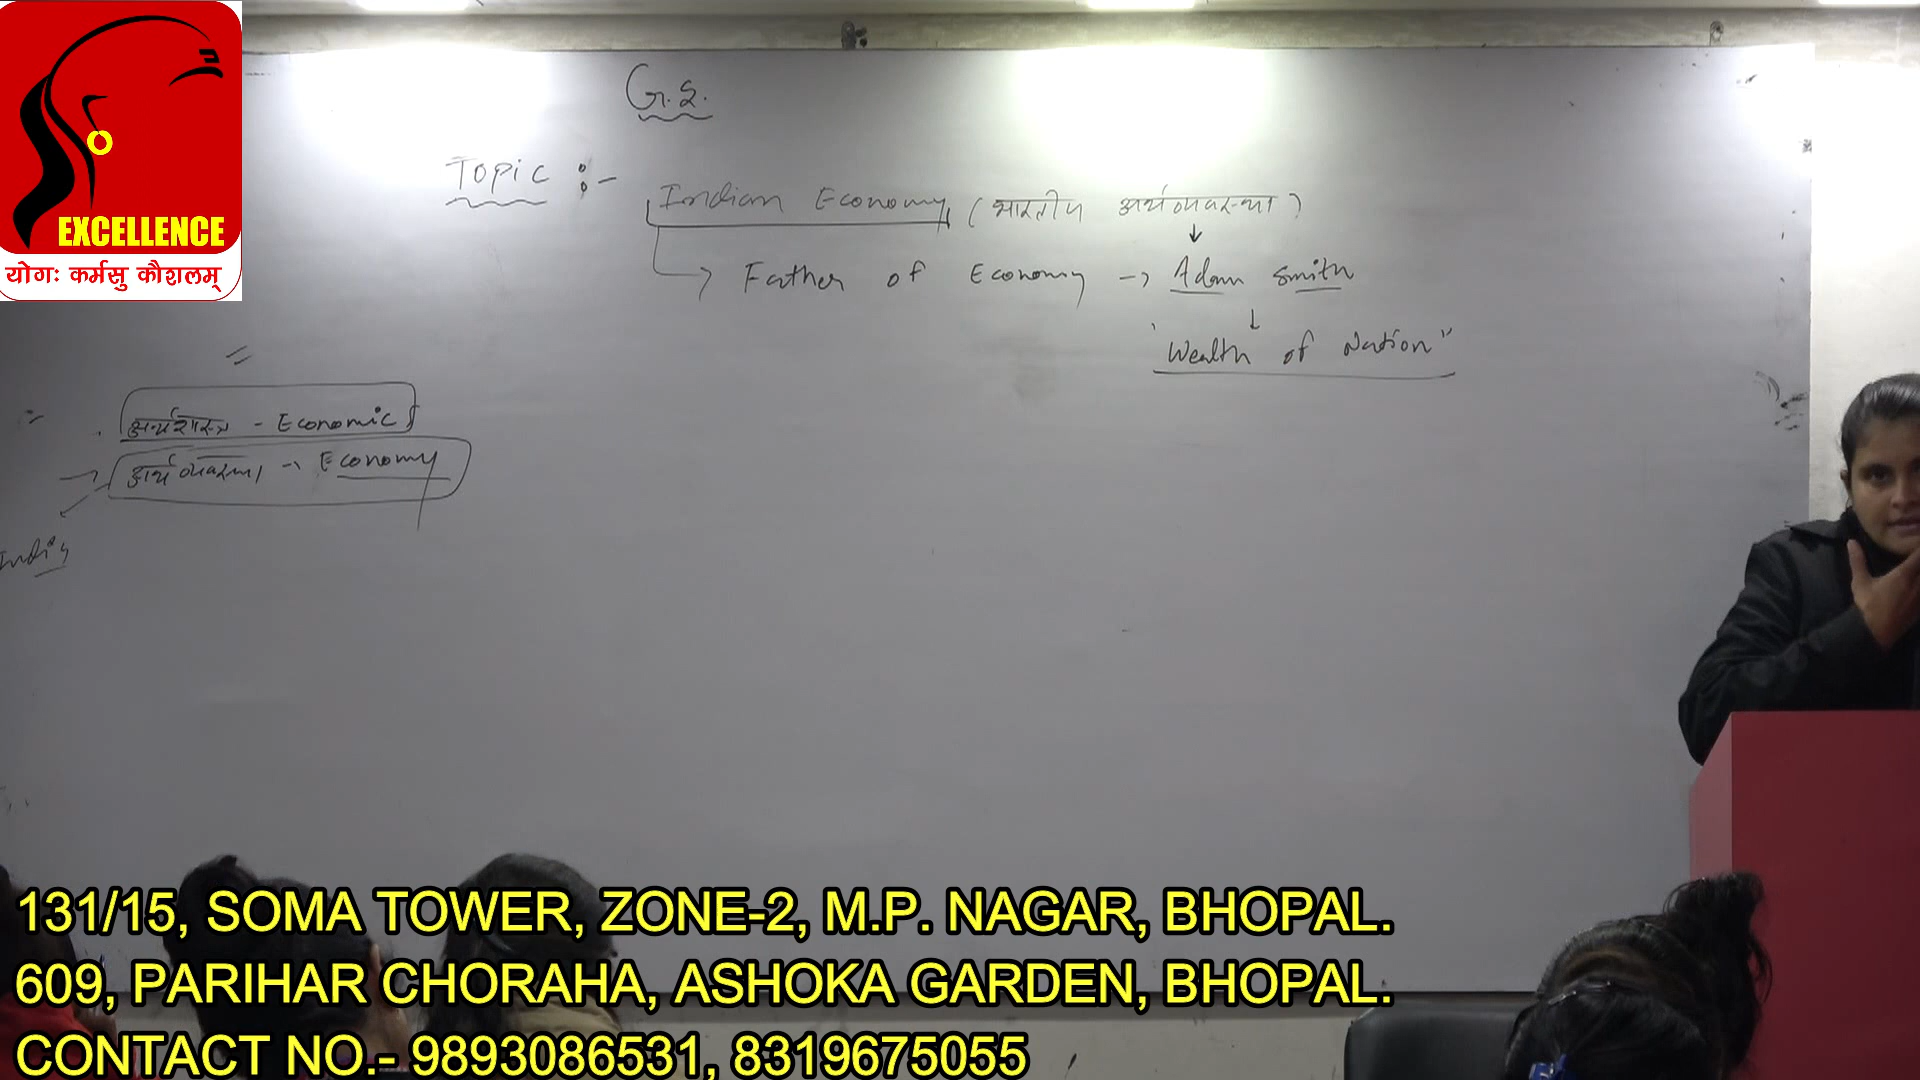 EXCELLENCE
योगः कर्मसु कौशलम्
G.S.
Topic :-
Indian Economy (भारतीय अर्थव्यवस्था)
↓
→ Father of Economy → Adam Smith
↓
"Wealth of Nation"
अर्थशास्त्र - Economic
→ अर्थव्यवस्था → Economy
India
131/15, SOMA TOWER, ZONE-2, M.P. NAGAR, BHOPAL.
609, PARIHAR CHORAHA, ASHOKA GARDEN, BHOPAL.
CONTACT NO.- 9893086531, 8319675055